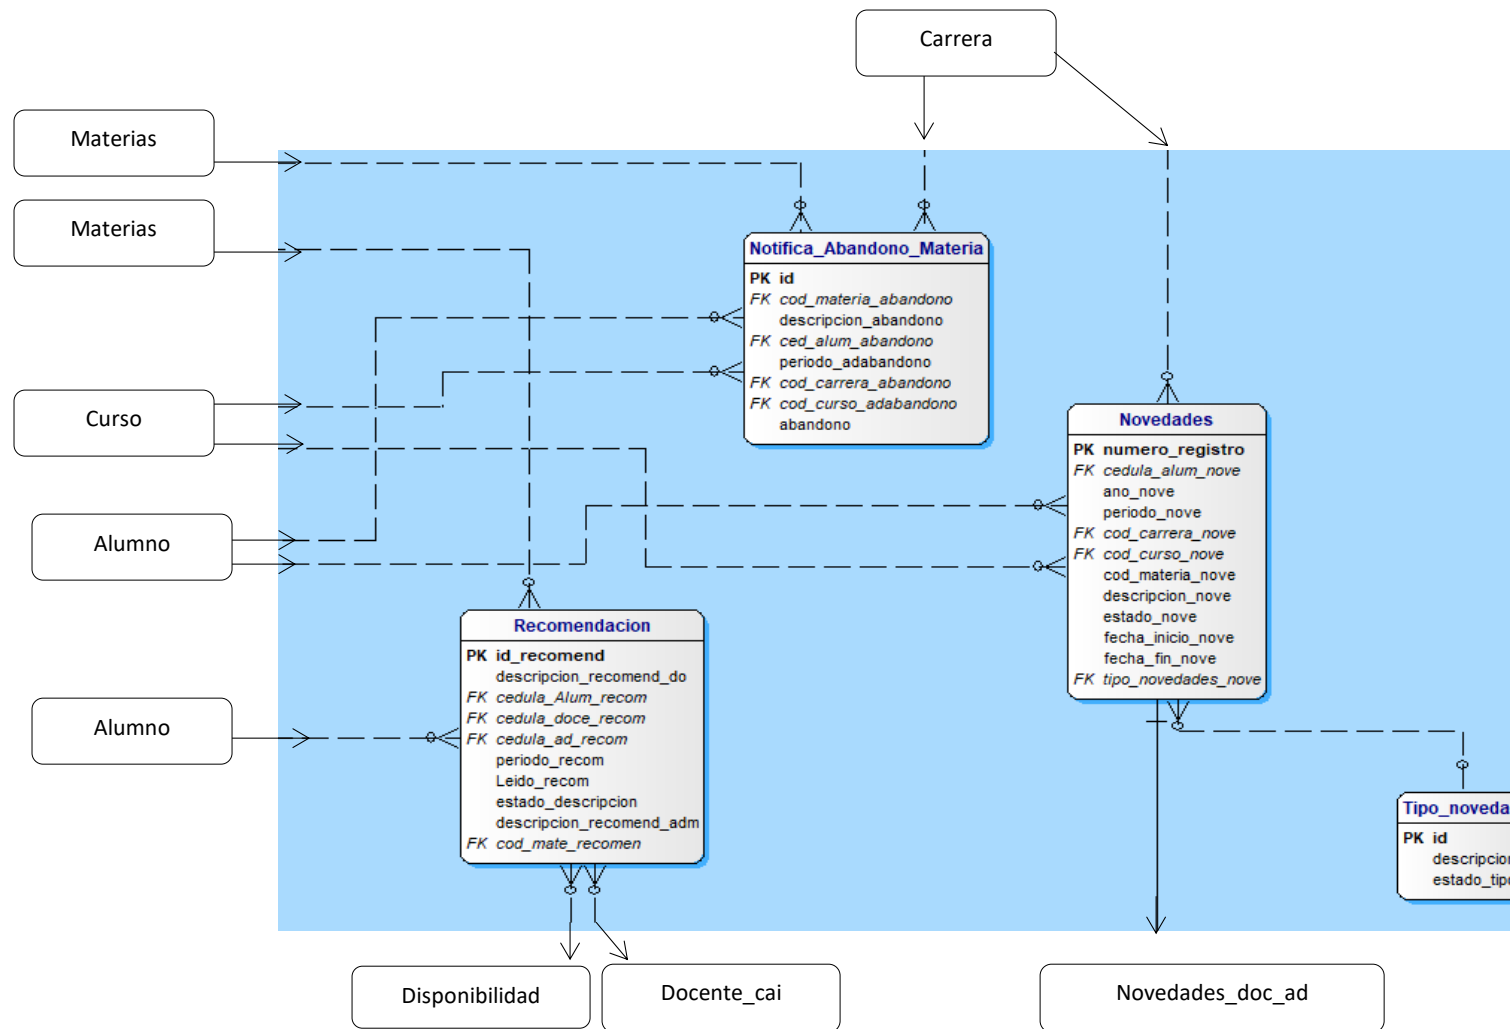 Carrera
Materias
Materias
Curso
Alumno
Alumno
Notifica_Abandono_Materia
PK id
FK cod_materia_abandono
descripcion_abandono
FK ced_alum_abandono
periodo_adabandono
FK cod_carrera_abandono
FK cod_curso_adabandono
abandono
Novedades
PK numero_registro
FK cedula_alum_nove
ano_nove
periodo_nove
FK cod_carrera_nove
FK cod_curso_nove
cod_materia_nove
descripcion_nove
estado_nove
fecha_inicio_nove
fecha_fin_nove
FK tipo_novedades_nove
Recomendacion
PK id_recomend
descripcion_recomend_do
FK cedula_Alum_recom
FK cedula_doce_recom
FK cedula_ad_recom
periodo_recom
Leido_recom
estado_descripcion
descripcion_recomend_adm
FK cod_mate_recomen
Tipo_noveda
PK id
descripcion
estado_tipo
Disponibilidad
Docente_cai
Novedades_doc_ad